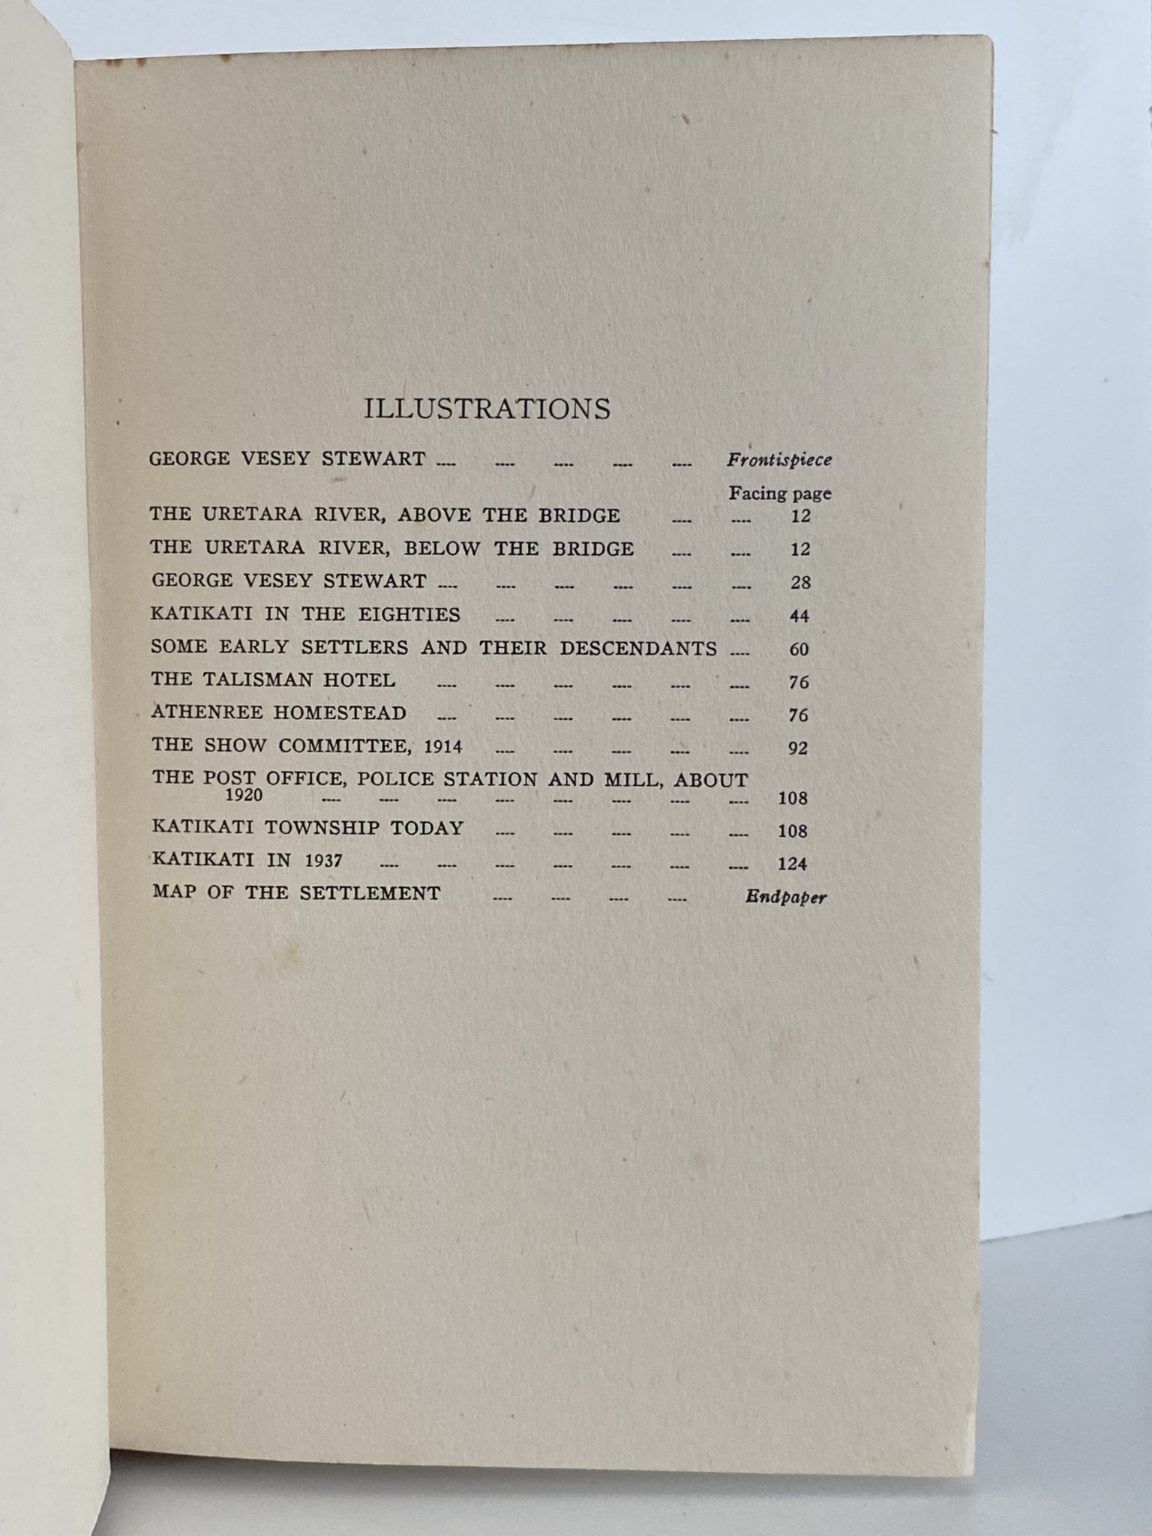 ILLUSTRATIONS
GEORGE VESEY STEWART .... .... .... .... .... Frontispiece
Facing page
THE URETARA RIVER, ABOVE THE BRIDGE .... .... 12
THE URETARA RIVER, BELOW THE BRIDGE .... .... 12
GEORGE VESEY STEWART .... .... .... .... .... .... 28
KATIKATI IN THE EIGHTIES .... .... .... .... .... 44
SOME EARLY SETTLERS AND THEIR DESCENDANTS .... 60
THE TALISMAN HOTEL .... .... .... .... .... .... 76
ATHENREE HOMESTEAD .... .... .... .... .... .... 76
THE SHOW COMMITTEE, 1914 .... .... .... .... .... 92
THE POST OFFICE, POLICE STATION AND MILL, ABOUT
1920 .... .... .... .... .... .... .... .... 108
KATIKATI TOWNSHIP TODAY .... .... .... .... .... 108
KATIKATI IN 1937 .... .... .... .... .... .... .... 124
MAP OF THE SETTLEMENT .... .... .... .... Endpaper